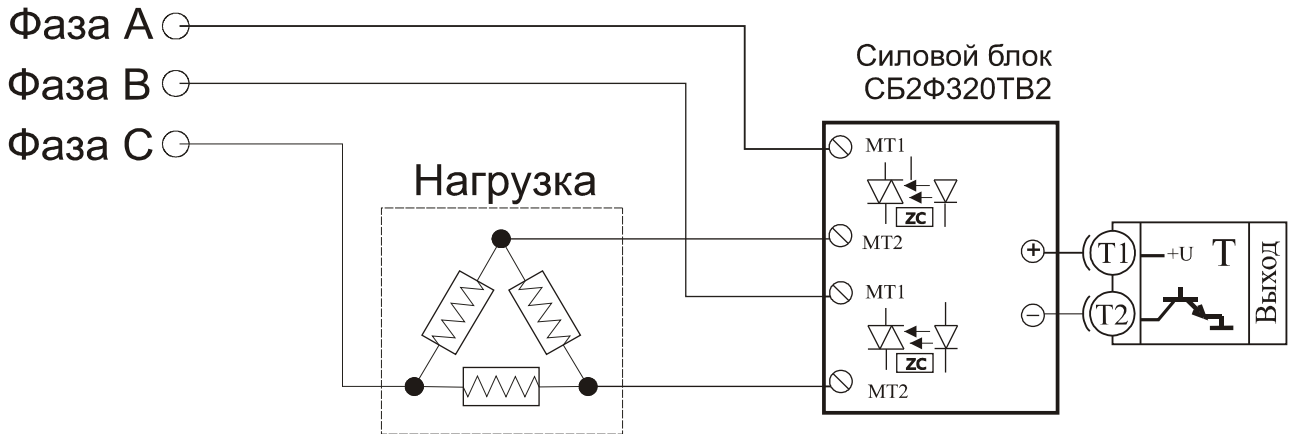 Фаза A
Фаза B
Фаза C
Нагрузка
Силовой блок
СБ2Ф320ТВ2
MT1
ZC
MT2
MT1
ZC
MT2
+
−
T1
+U
T
T2
Выход